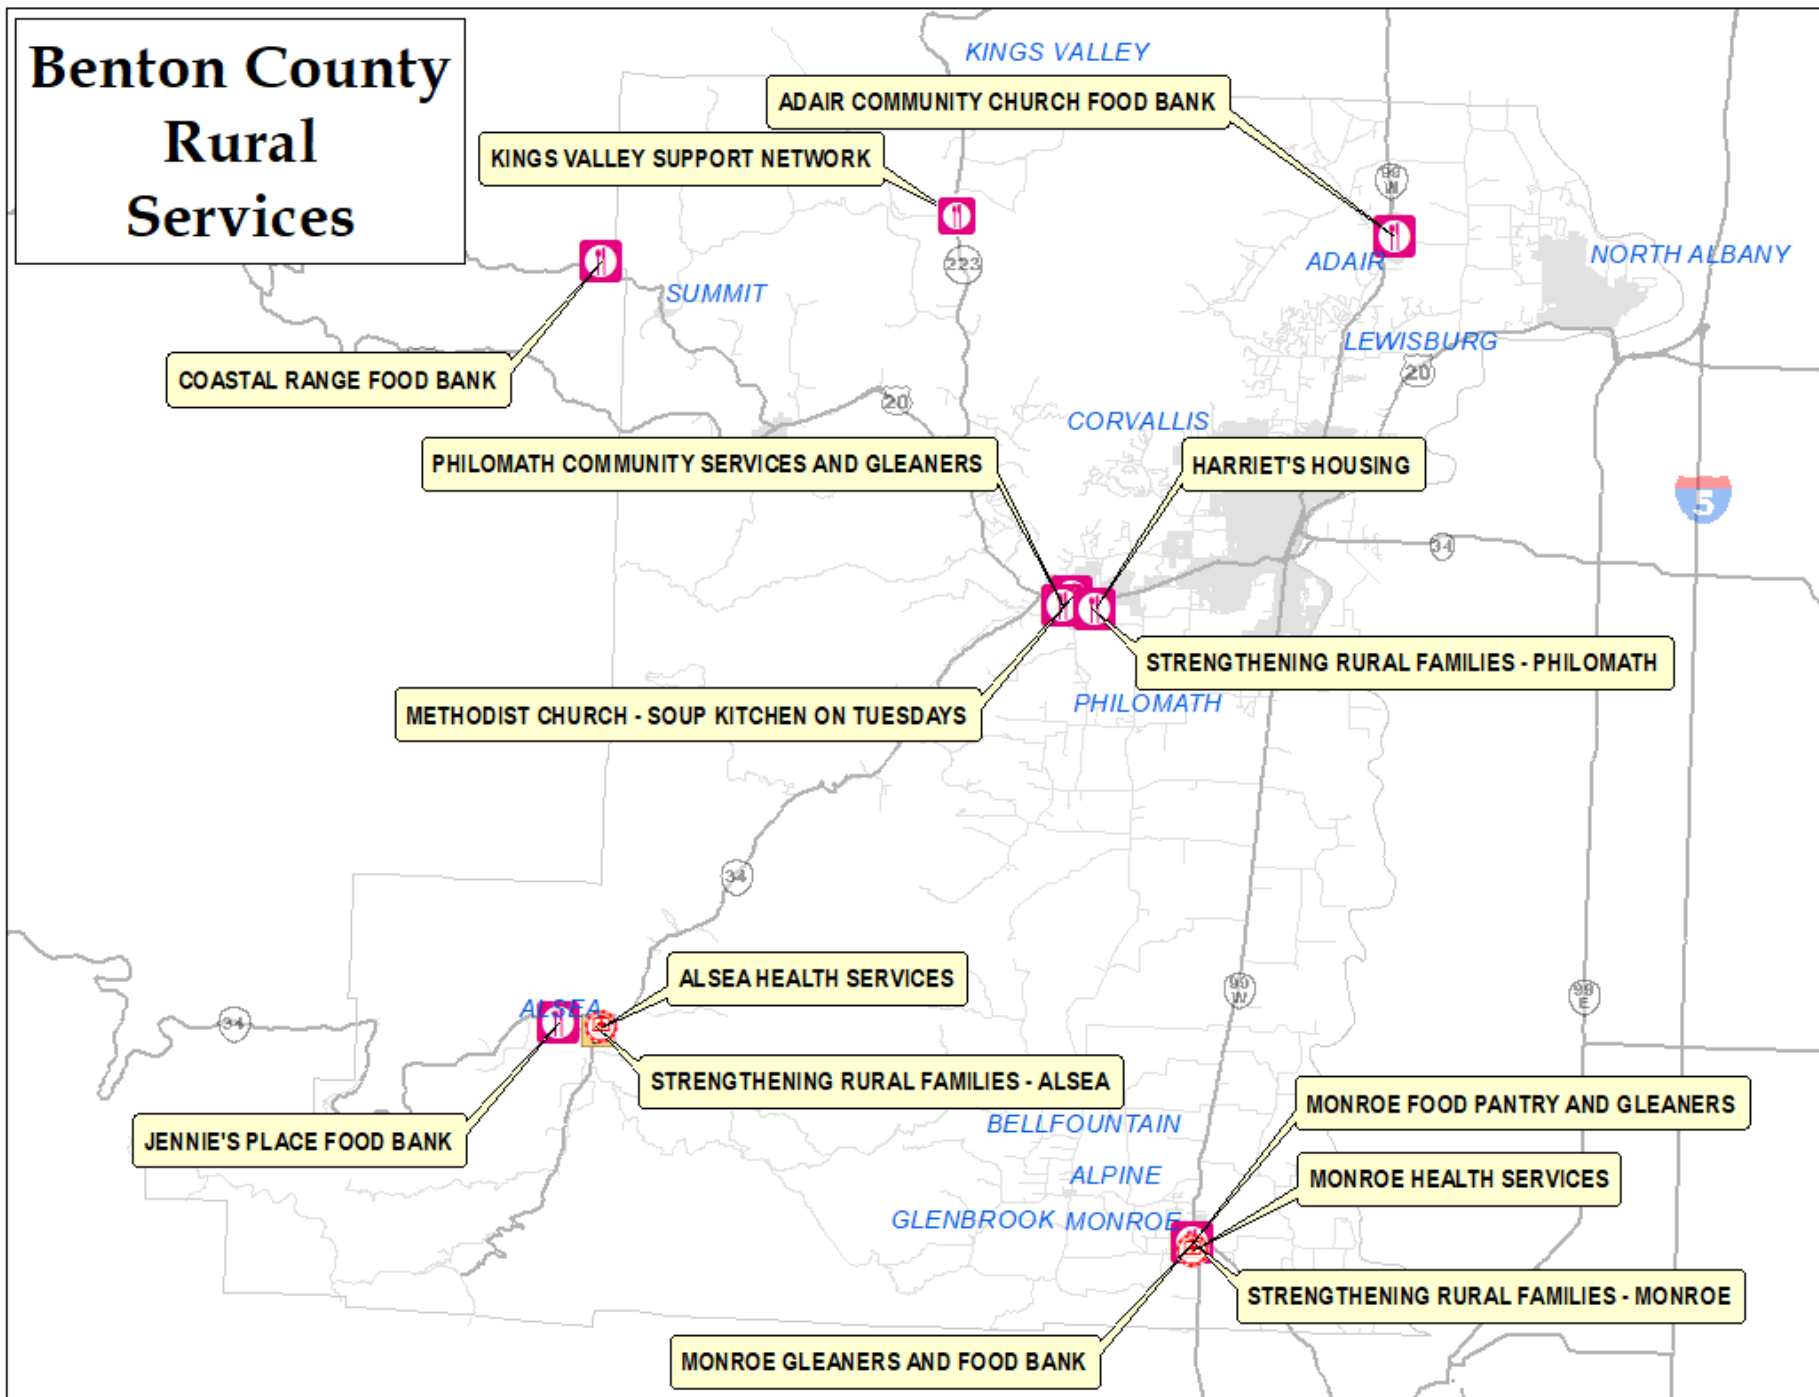 Benton County
Rural
Services
KINGS VALLEY
ADAIR COMMUNITY CHURCH FOOD BANK
KINGS VALLEY SUPPORT NETWORK
99
W
223
ADAIR
NORTH ALBANY
SUMMIT
LEWISBURG
20
COASTAL RANGE FOOD BANK
20
CORVALLIS
PHILOMATH COMMUNITY SERVICES AND GLEANERS
HARRIET'S HOUSING
5
34
STRENGTHENING RURAL FAMILIES - PHILOMATH
PHILOMATH
METHODIST CHURCH - SOUP KITCHEN ON TUESDAYS
34
ALSEA HEALTH SERVICES
99
W
99
E
ALSEA
34
STRENGTHENING RURAL FAMILIES - ALSEA
MONROE FOOD PANTRY AND GLEANERS
BELLFOUNTAIN
JENNIE'S PLACE FOOD BANK
ALPINE
MONROE HEALTH SERVICES
GLENBROOK
MONROE
STRENGTHENING RURAL FAMILIES - MONROE
MONROE GLEANERS AND FOOD BANK